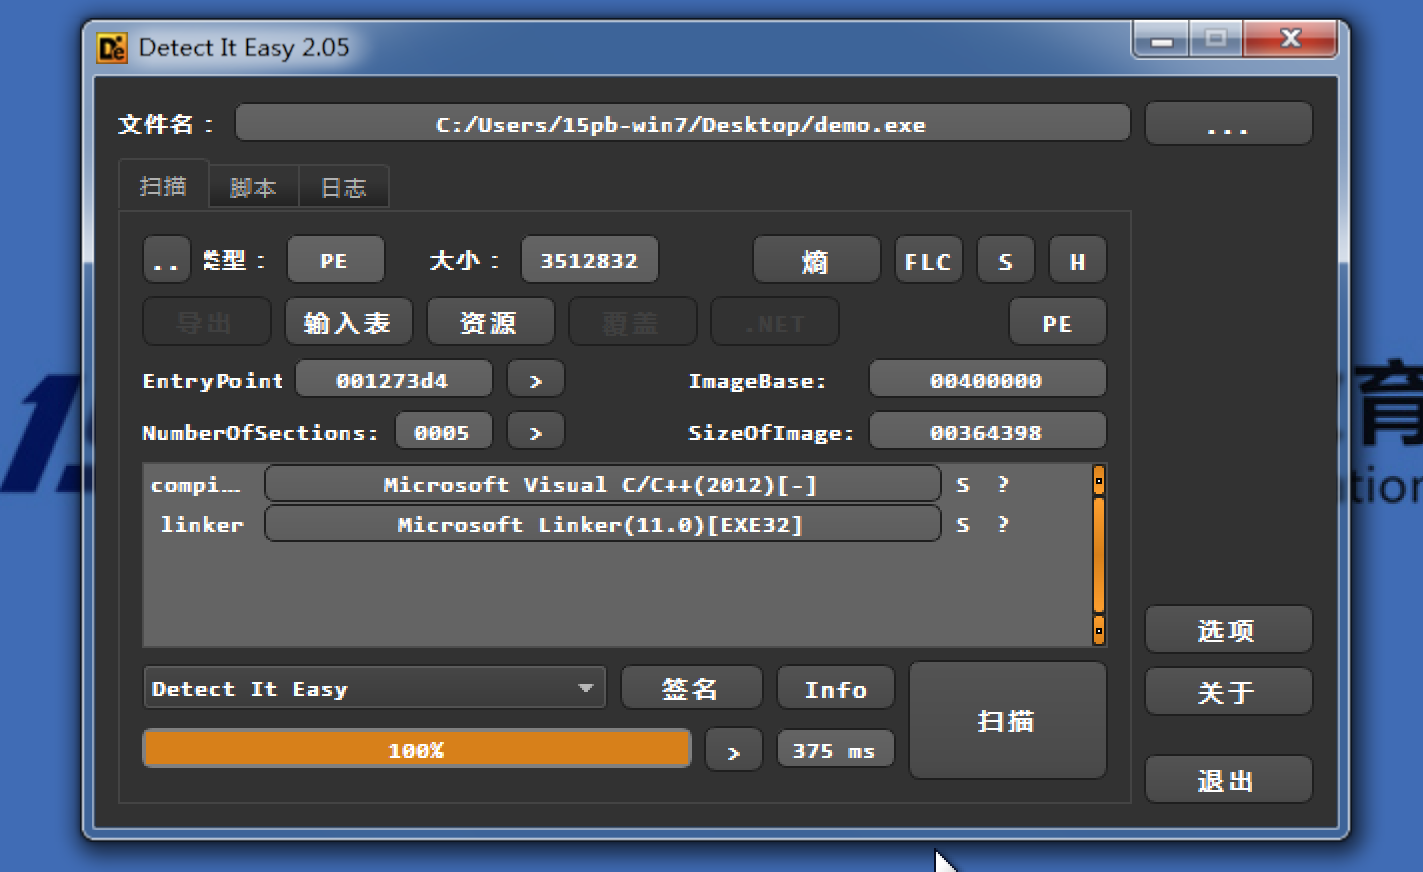 Detect It Easy 2.05
文件名： C:/Users/15pb-win7/Desktop/demo.exe ...
扫描 脚本 日志
.. 类型： PE 大小： 3512832 熵 FLC S H
导出 输入表 资源 覆盖 .NET PE
EntryPoint 001273d4 > ImageBase: 00400000
NumberOfSections: 0005 > SizeOfImage: 00364398
compi... Microsoft Visual C/C++(2012)[-] S ?
linker Microsoft Linker(11.0)[EXE32] S ?
选项
Detect It Easy 签名 Info 扫描 关于
100% > 375 ms 退出
育
tion